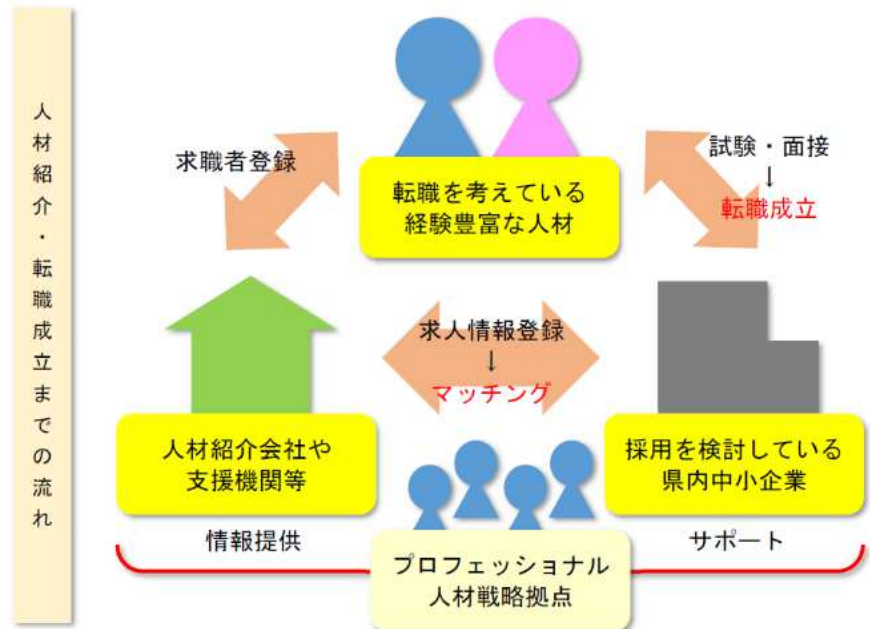 人材紹介・転職成立までの流れ
求職者登録
転職を考えている
経験豊富な人材
試験・面接
↓
転職成立
求人情報登録
↓
マッチング
人材紹介会社や
支援機関等
採用を検討している
県内中小企業
情報提供
サポート
プロフェッショナル
人材戦略拠点